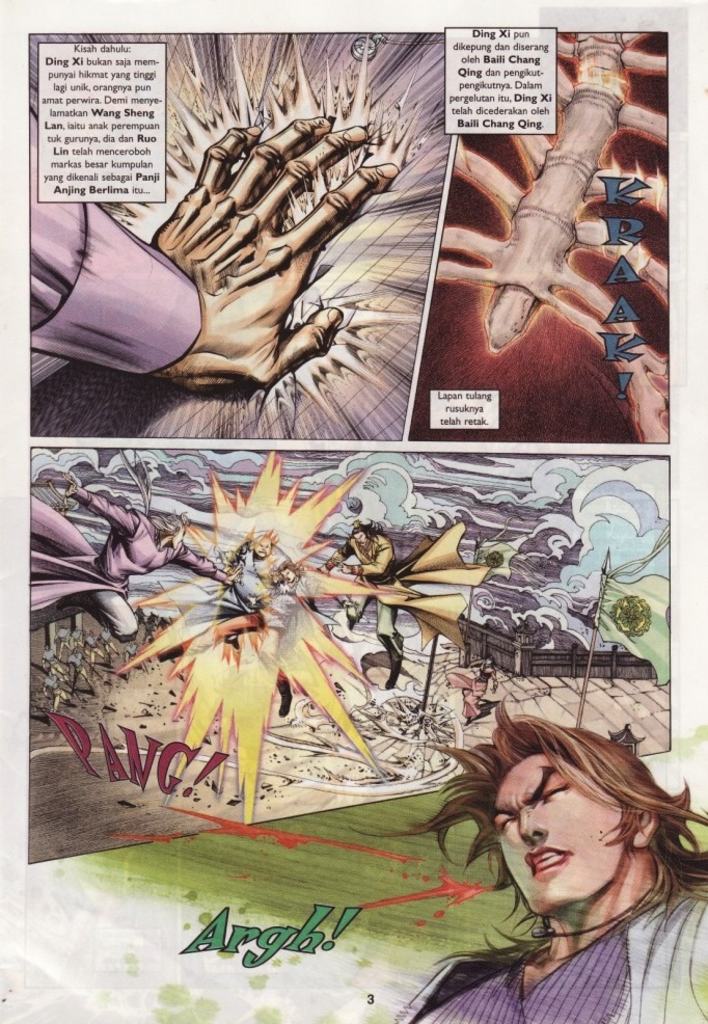 Kisah dahulu:
Ding Xi bukan saja mem-
punyai hikmat yang tinggi
lagi unik, orangnya pun
amat perwira. Demi menye-
lamatkan Wang Sheng
Lan, iaitu anak perempuan
tuk gurunya, dia dan Ruo
Lin telah menceroboh
markas besar kumpulan
yang dikenali sebagai Panji
Anjing Berlima itu...
Ding Xi pun
dikepung dan diserang
oleh Baili Chang
Qing dan pengikut-
pengikutnya. Dalam
pergelutan itu, Ding Xi
telah dicederakan oleh
Baili Chang Qing.
KRAAK!
Lapan tulang
rusuknya
telah retak.
PANG!
Argh!
3